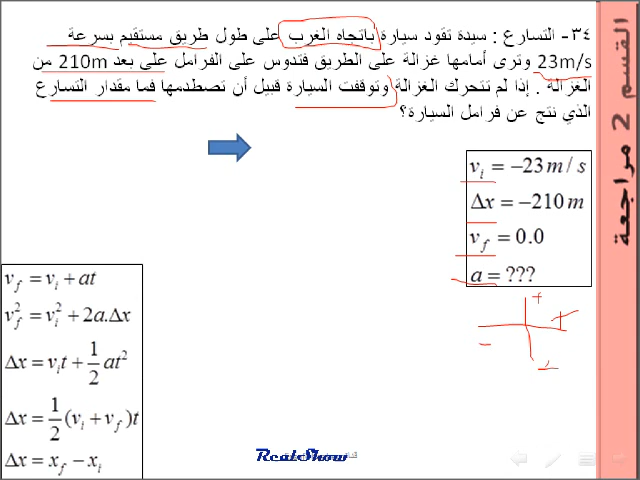 ٣٤- التسارع : سيدة تقود سيارة باتجاه الغرب على طول طريق مستقيم بسرعة
23m/s وترى أمامها غزالة على الطريق فتدوس على الفرامل على بعد 210m من
الغزالة . إذا لم تتحرك الغزالة وتوقفت السيارة قبيل أن تصطدمها فما مقدار التسارع
الذي نتج عن فرامل السيارة؟
القسم 2 مراجعة
v_i = −23 m / s
Δx = −210 m
v_f = 0.0
a = ???
v_f = v_i + at
v_f^2 = v_i^2 + 2a.Δx
Δx = v_i t + 1/2 at^2
Δx = 1/2 (v_i + v_f)t
Δx = x_f − x_i
+
+
−
−
RealeShow